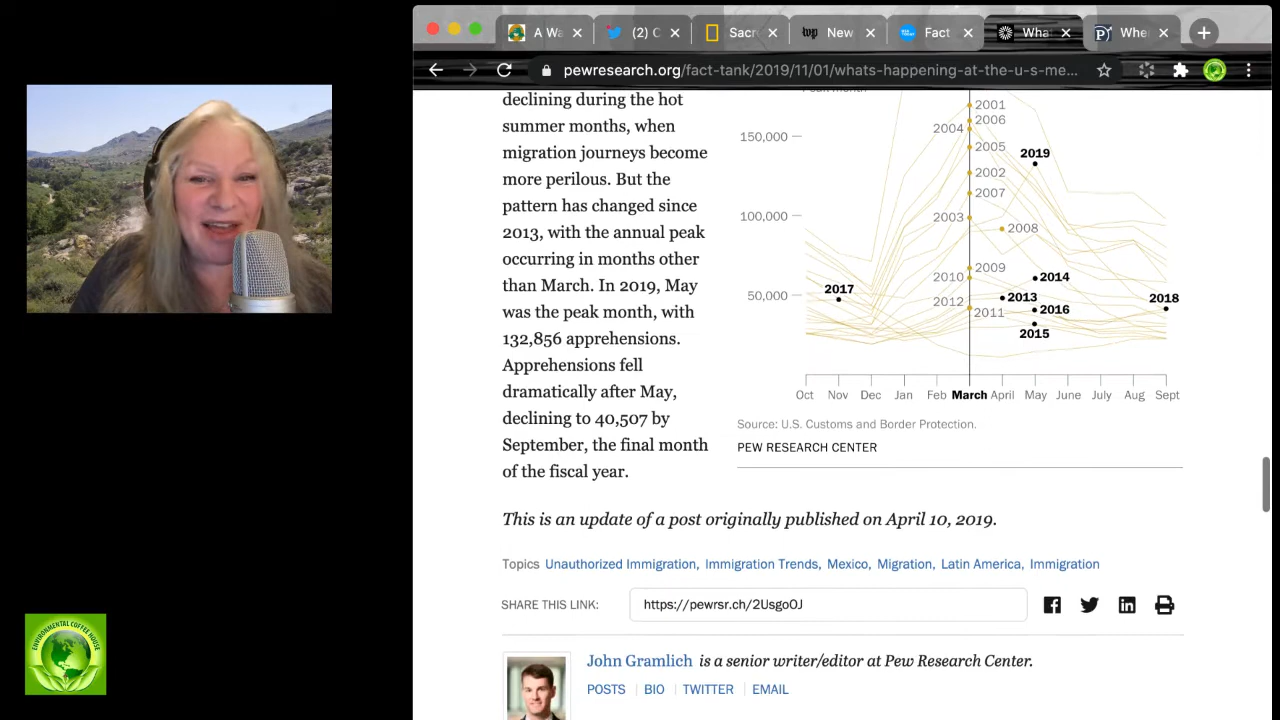 A Wa
(2) C
Sacr
wp
New
Fact
Wha
Whe
pewresearch.org/fact-tank/2019/11/01/whats-happening-at-the-u-s-me...
declining during the hot
summer months, when
migration journeys become
more perilous. But the
pattern has changed since
2013, with the annual peak
occurring in months other
than March. In 2019, May
was the peak month, with
132,856 apprehensions.
Apprehensions fell
dramatically after May,
declining to 40,507 by
September, the final month
of the fiscal year.
2001
2006
150,000
2004
2005
2019
2002
2007
100,000
2003
2008
2009
2010
2014
2017
50,000
2013
2018
2012
2011
2016
2015
Oct Nov Dec Jan Feb March April May June July Aug Sept
Source: U.S. Customs and Border Protection.
PEW RESEARCH CENTER
This is an update of a post originally published on April 10, 2019.
Topics Unauthorized Immigration, Immigration Trends, Mexico, Migration, Latin America, Immigration
SHARE THIS LINK: https://pewrsr.ch/2UsgoOJ
John Gramlich is a senior writer/editor at Pew Research Center.
POSTS BIO TWITTER EMAIL
ENVIRONMENTAL COFFEE HOUSE